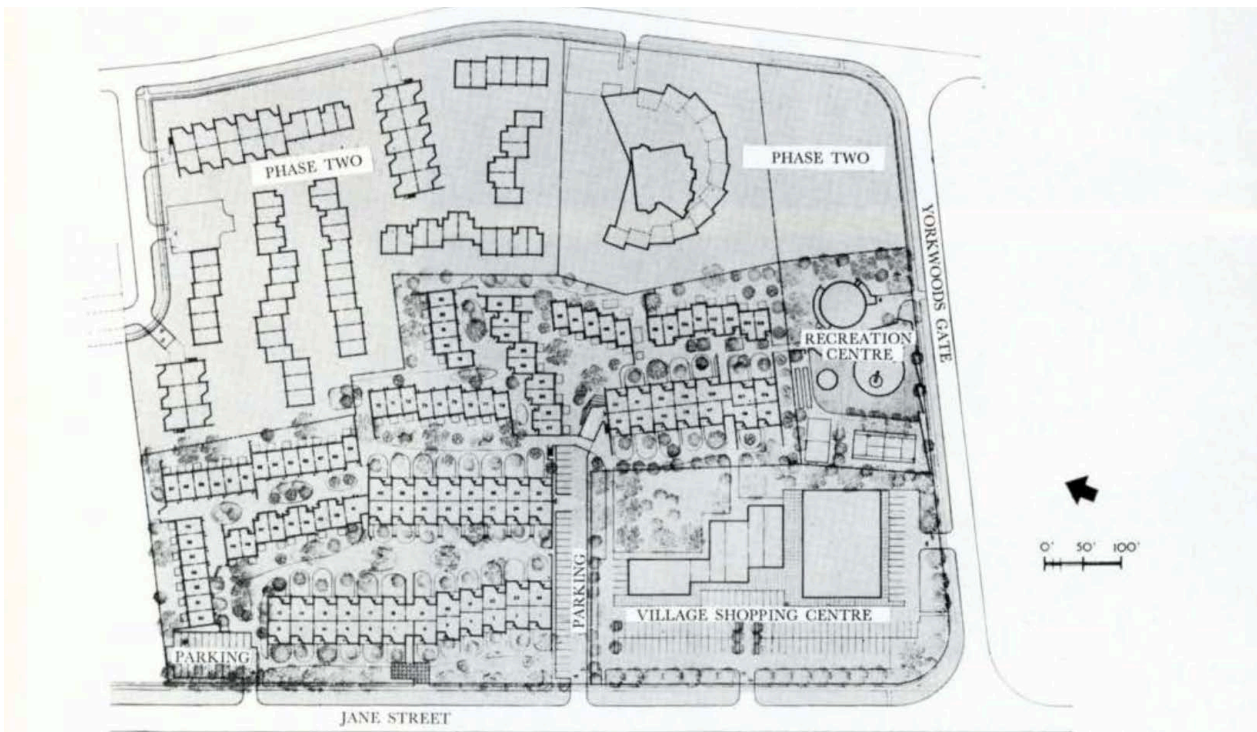 PHASE TWO
PHASE TWO
YORKWOODS GATE
RECREATION
CENTRE
0' 50' 100'
PARKING
VILLAGE SHOPPING CENTRE
PARKING
JANE STREET